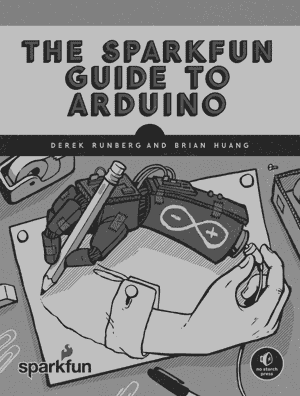 THE SPARKFUN
GUIDE TO
ARDUINO
DEREK RUNBERG AND BRIAN HUANG
sparkfun
no starch
press